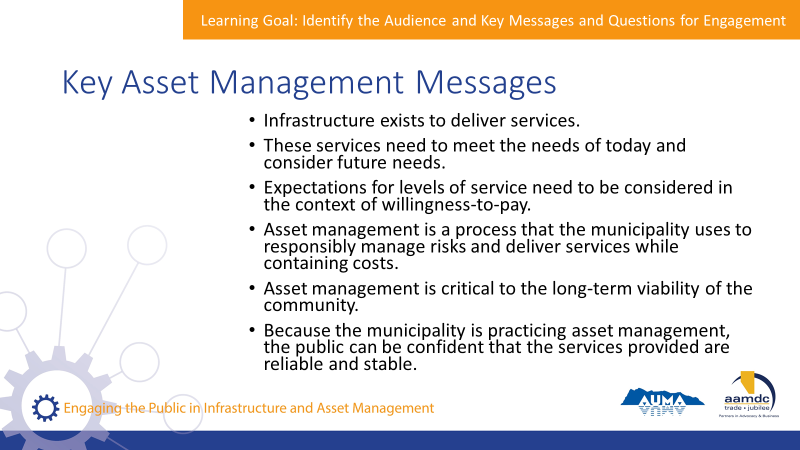 Learning Goal: Identify the Audience and Key Messages and Questions for Engagement
Key Asset Management Messages
• Infrastructure exists to deliver services.
• These services need to meet the needs of today and
consider future needs.
• Expectations for levels of service need to be considered in
the context of willingness-to-pay.
• Asset management is a process that the municipality uses to
responsibly manage risks and deliver services while
containing costs.
• Asset management is critical to the long-term viability of the
community.
• Because the municipality is practicing asset management,
the public can be confident that the services provided are
reliable and stable.
Engaging the Public in Infrastructure and Asset Management
AUMA
aamdc
trade • jubilee
Partners in Advocacy & Business